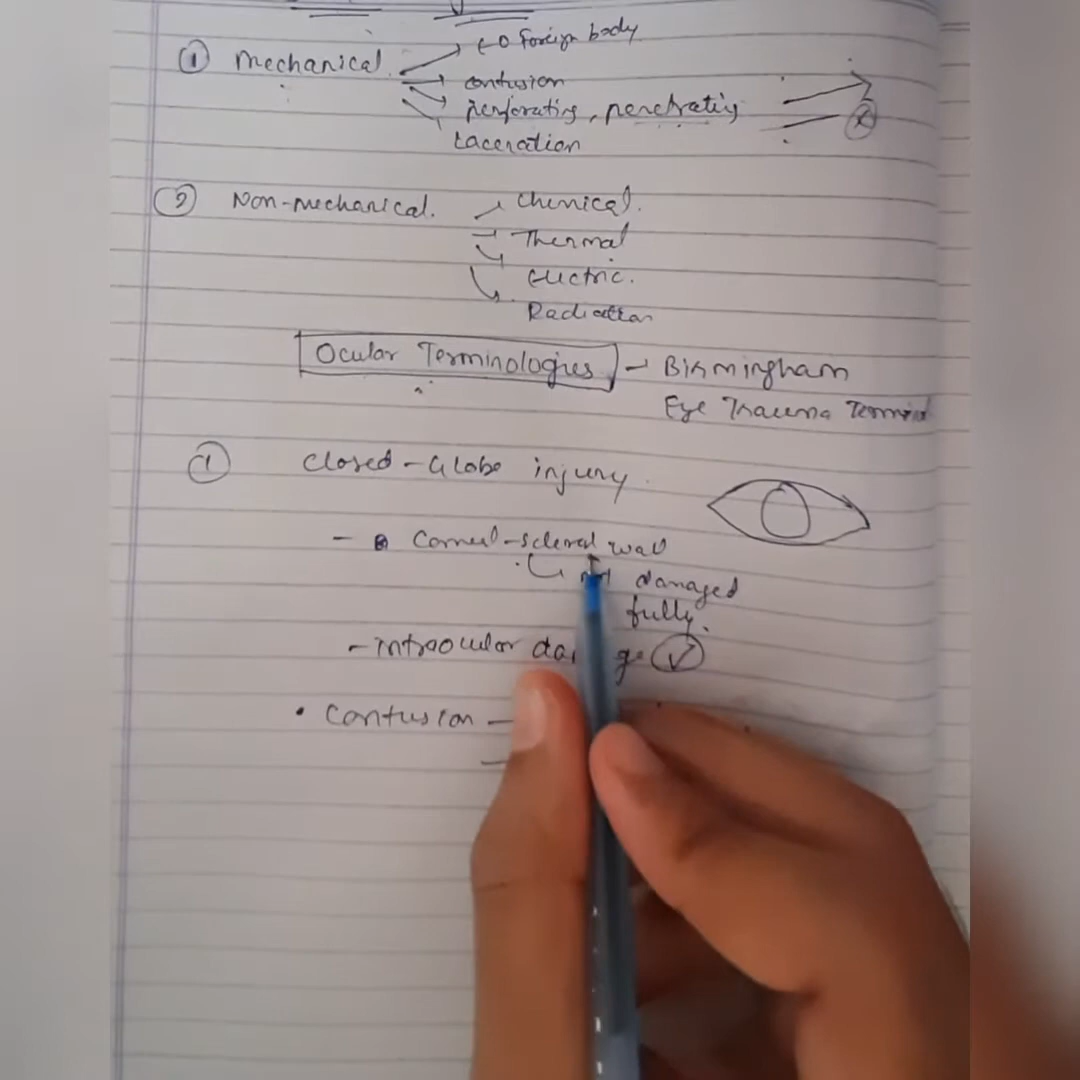 ① Mechanical → E.O Foreign body
→ contusion
→ perforating, penetrating
Laceration
② Non-mechanical. Chemical.
→ Thermal
Electric.
Radiation
Ocular Terminologies - Birmingham
Eye Trauma
① Closed-Globe injury.
- Corneal-scleral wall
damaged
fully.
- intraocular
• Contusion -